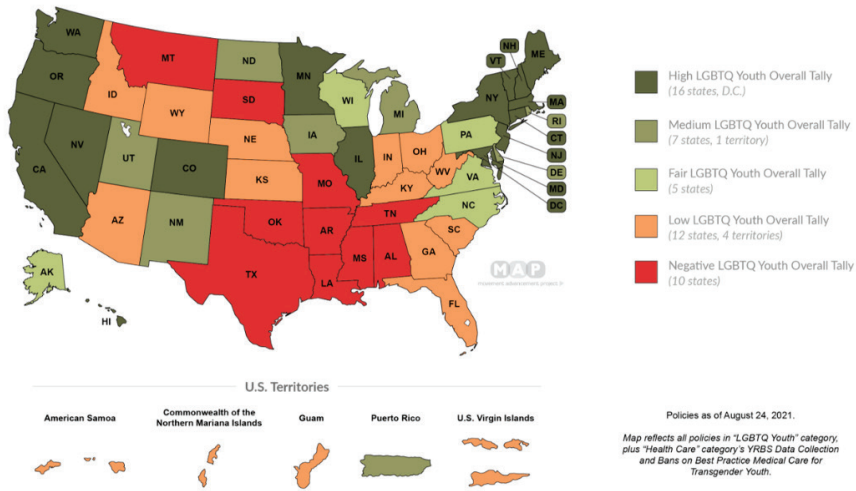 WA
OR
CA
NV
ID
MT
WY
UT
CO
AZ
NM
ND
SD
NE
KS
OK
TX
MN
IA
MO
AR
LA
WI
IL
MI
IN
OH
KY
TN
MS
AL
GA
FL
SC
NC
VA
WV
PA
NY
VT
NH
ME
MA
RI
CT
NJ
DE
MD
DC
AK
HI
MAP
movement advancement project
High LGBTQ Youth Overall Tally
(16 states, D.C.)
Medium LGBTQ Youth Overall Tally
(7 states, 1 territory)
Fair LGBTQ Youth Overall Tally
(5 states)
Low LGBTQ Youth Overall Tally
(12 states, 4 territories)
Negative LGBTQ Youth Overall Tally
(10 states)
U.S. Territories
American Samoa
Commonwealth of the
Northern Mariana Islands
Guam
Puerto Rico
U.S. Virgin Islands
Policies as of August 24, 2021.
Map reflects all policies in "LGBTQ Youth" category,
plus "Health Care" category's YRBS Data Collection
and Bans on Best Practice Medical Care for
Transgender Youth.